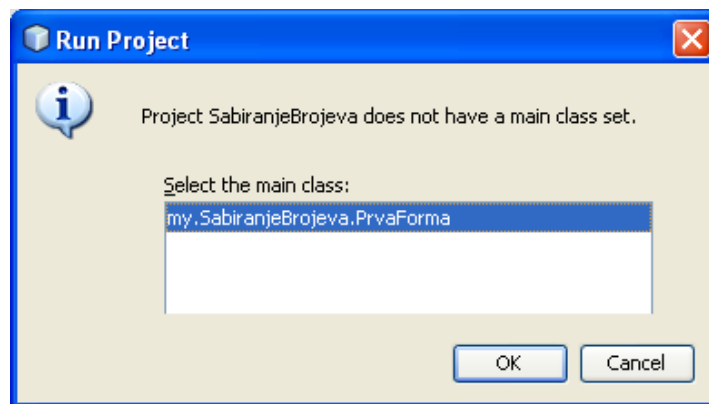 Run Project
Project SabiranjeBrojeva does not have a main class set.
Select the main class:
my.SabiranjeBrojeva.PrvaForma
OK
Cancel